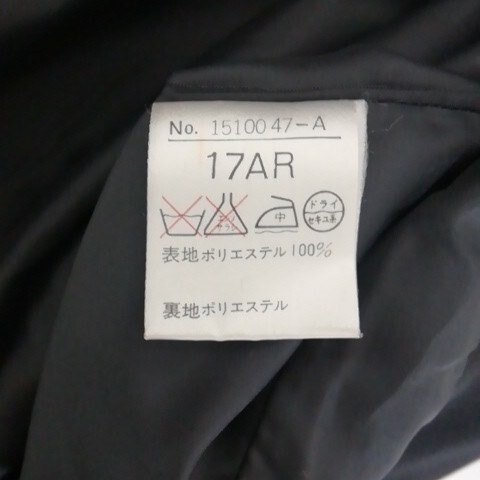 No. 1510047-A
17AR
中 ドライ
セキユ系
表地ポリエステル100%
裏地ポリエステル